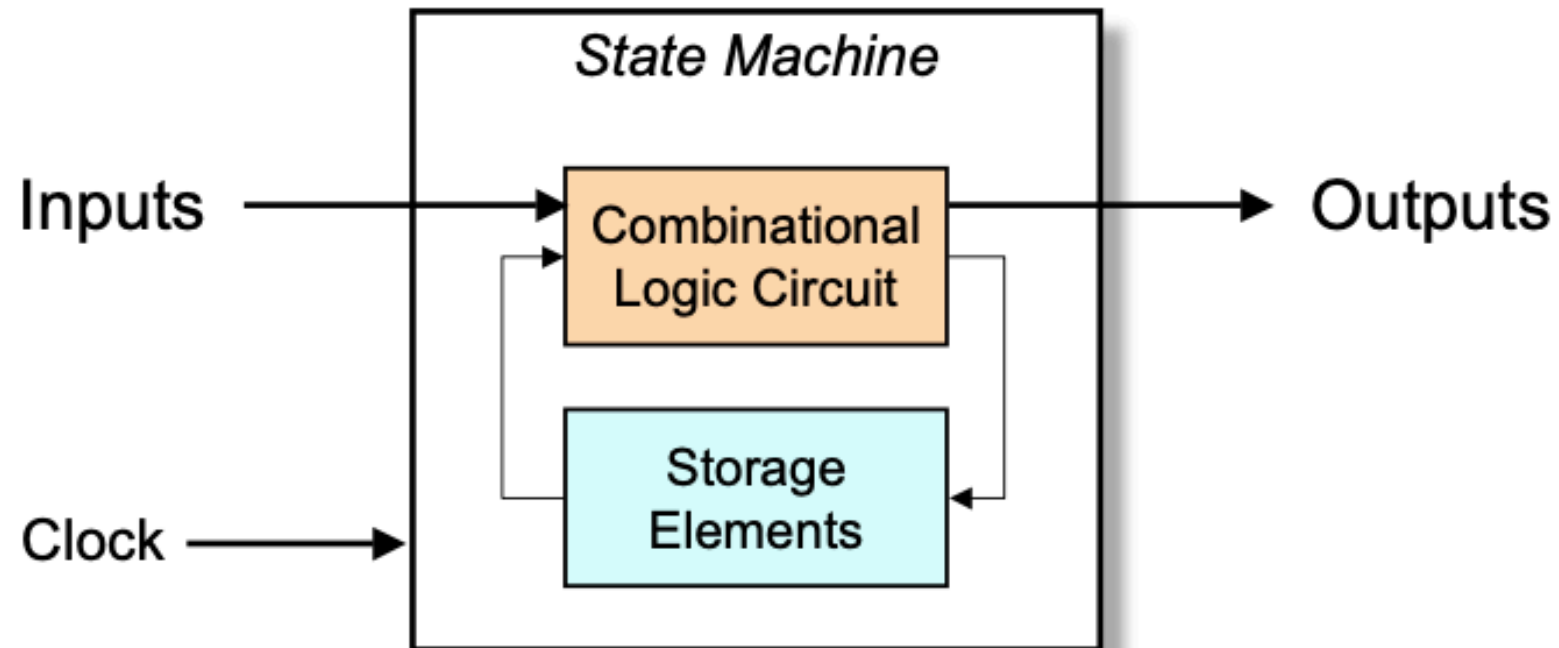 State Machine
Inputs
Combinational
Logic Circuit
Outputs
Storage
Elements
Clock